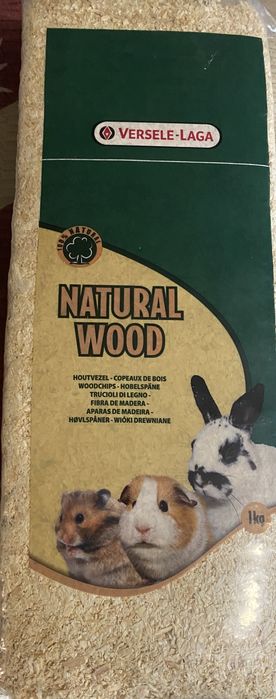 VERSELE-LAGA
100% NATURAL
NATURAL
WOOD
HOUTVEZEL - COPEAUX DE BOIS
WOODCHIPS - HOBELSPÄNE
TRUCIOLI DI LEGNO -
FIBRA DE MADERA -
APARAS DE MADEIRA -
HØVLSPÅNER - WIÓKI DREWNIANE
1kg